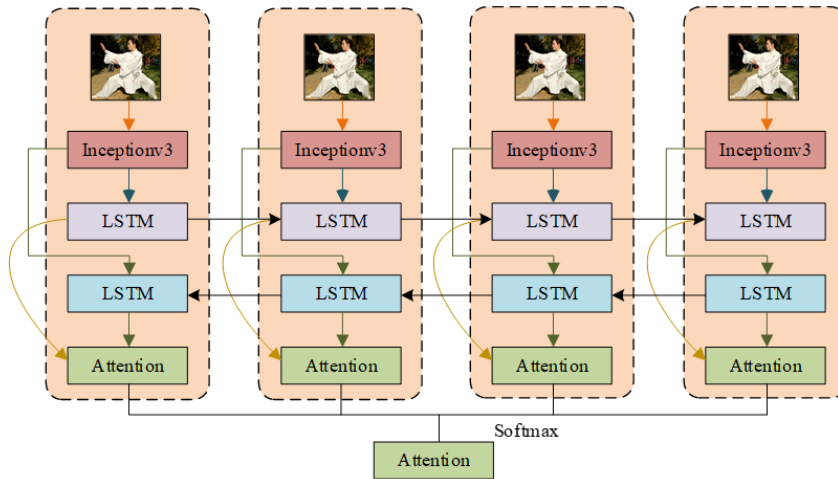 Inceptionv3 Inceptionv3 Inceptionv3 Inceptionv3
LSTM LSTM LSTM LSTM
LSTM LSTM LSTM LSTM
Attention Attention Attention Attention
Softmax
Attention